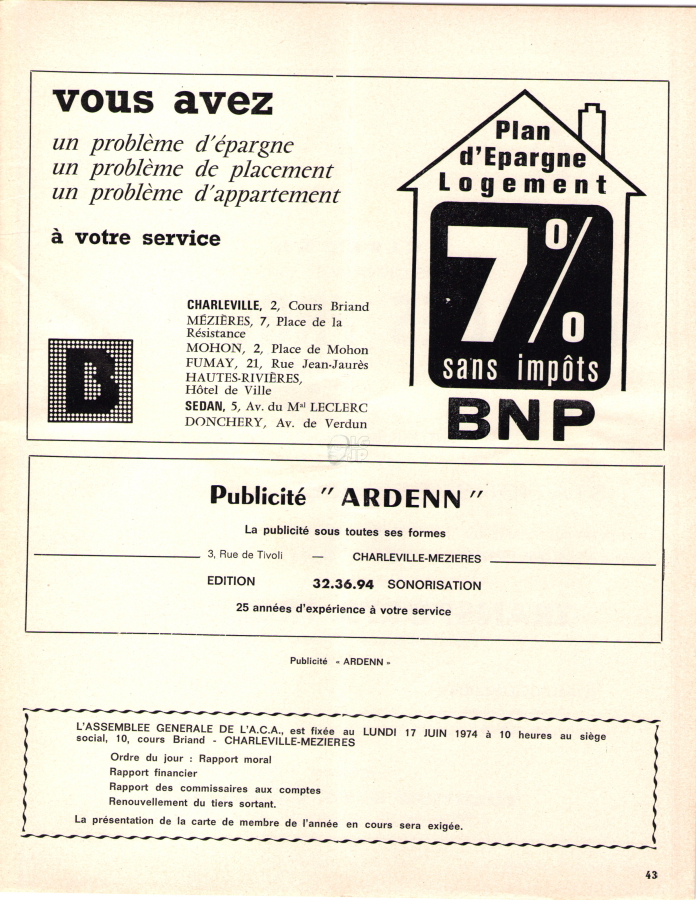 vous avez
un problème d'épargne
un problème de placement
un problème d'appartement
à votre service
CHARLEVILLE, 2, Cours Briand
MÉZIÈRES, 7, Place de la
Résistance
MOHON, 2, Place de Mohon
FUMAY, 21, Rue Jean-Jaurès
HAUTES-RIVIÈRES,
Hôtel de Ville
SEDAN, 5, Av. du Mal LECLERC
DONCHERY, Av. de Verdun
B
Plan
d'Epargne
Logement
7%
sans impôts
BNP
Publicité " ARDENN "
La publicité sous toutes ses formes
3, Rue de Tivoli — CHARLEVILLE-MEZIERES
EDITION 32.36.94 SONORISATION
25 années d'expérience à votre service
Publicité « ARDENN »
L'ASSEMBLEE GENERALE DE L'A.C.A., est fixée au LUNDI 17 JUIN 1974 à 10 heures au siège
social, 10, cours Briand - CHARLEVILLE-MEZIERES
Ordre du jour : Rapport moral
Rapport financier
Rapport des commissaires aux comptes
Renouvellement du tiers sortant.
La présentation de la carte de membre de l'année en cours sera exigée.
43